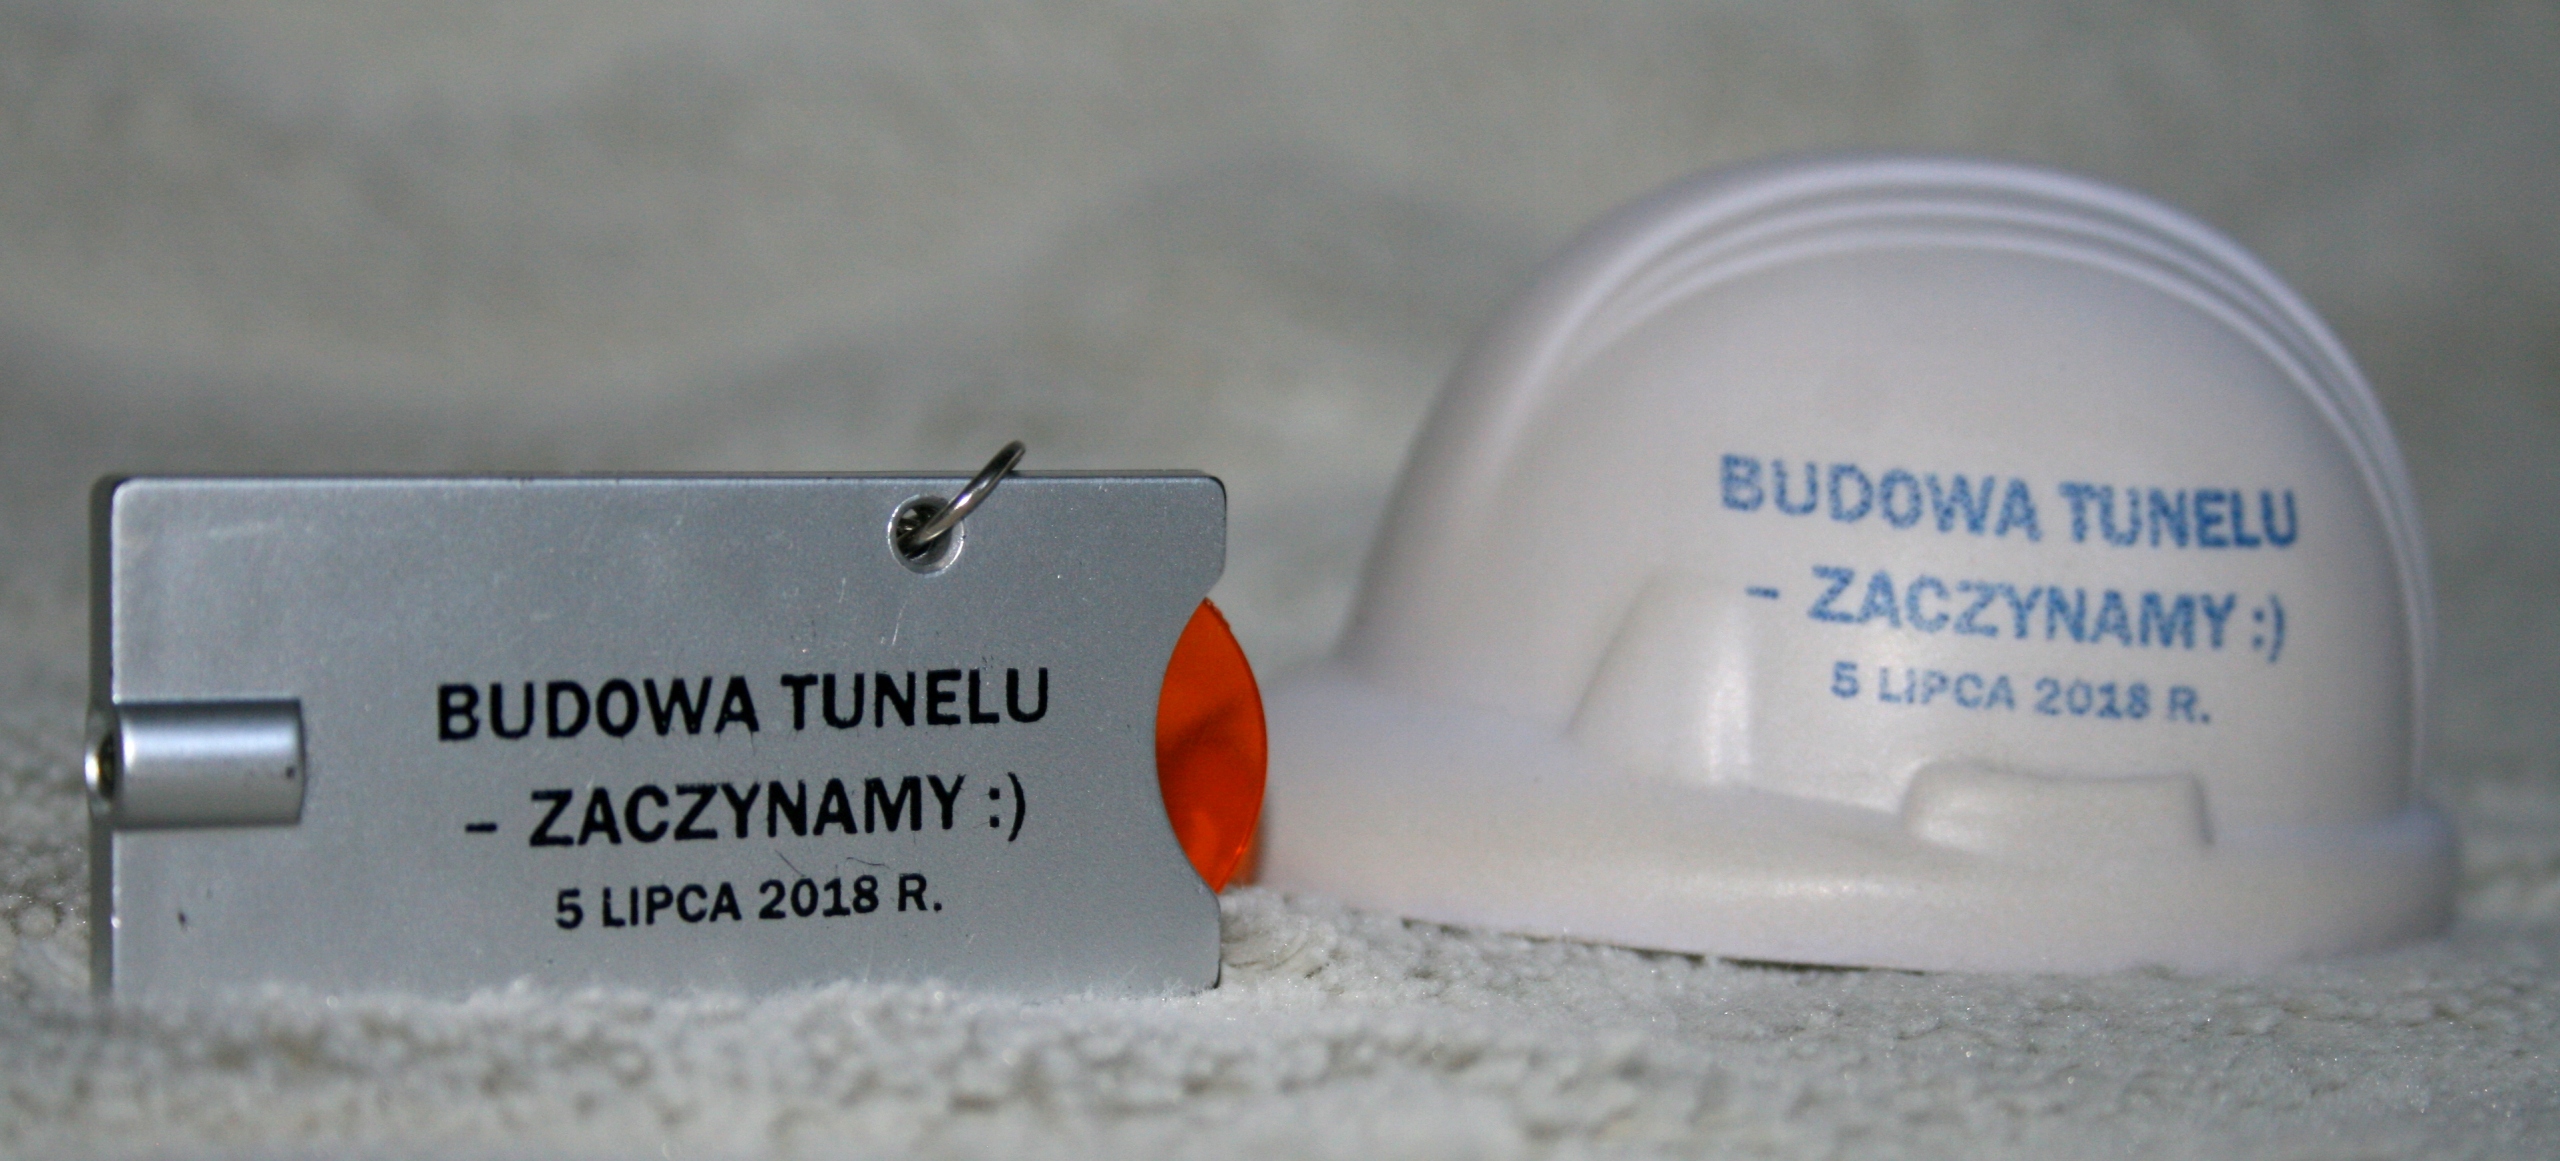 BUDOWA TUNELU
– ZACZYNAMY :)
5 LIPCA 2018 R.
BUDOWA TUNELU
– ZACZYNAMY :)
5 LIPCA 2018 R.